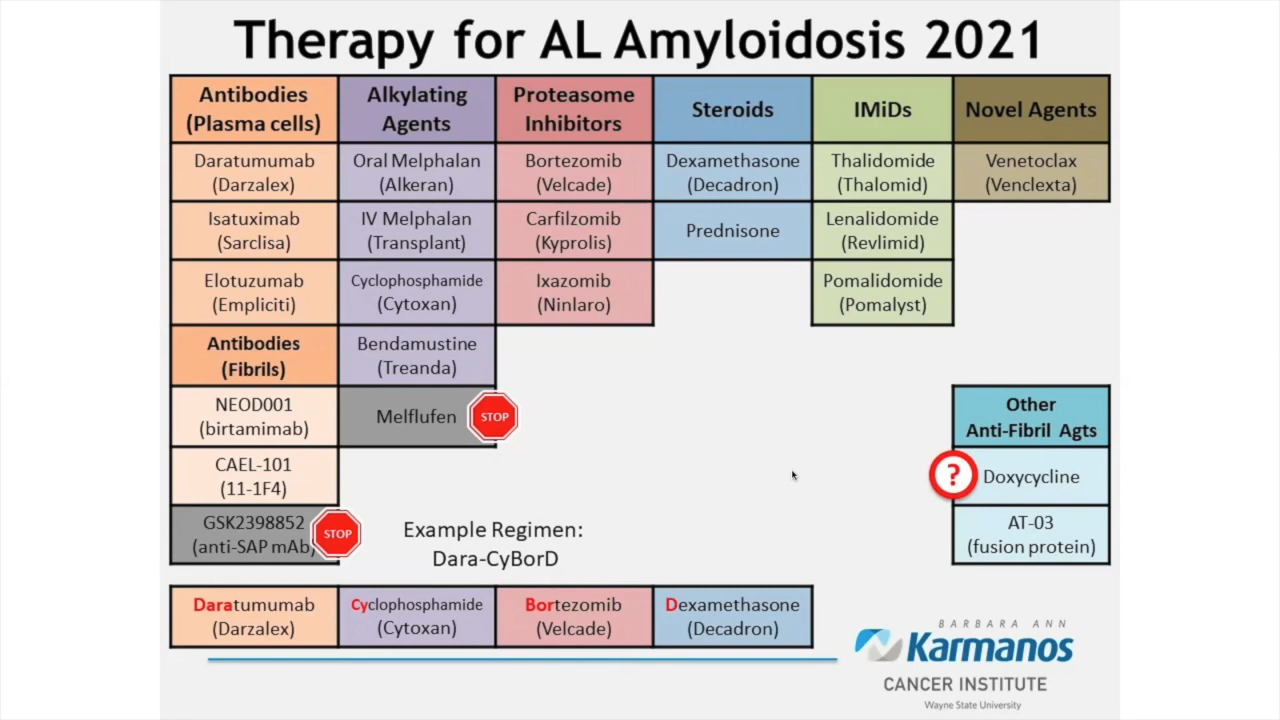 Therapy for AL Amyloidosis 2021
Antibodies
(Plasma cells)
Alkylating
Agents
Proteasome
Inhibitors
Steroids
IMiDs
Novel Agents
Daratumumab
(Darzalex)
Oral Melphalan
(Alkeran)
Bortezomib
(Velcade)
Dexamethasone
(Decadron)
Thalidomide
(Thalomid)
Venetoclax
(Venclexta)
Isatuximab
(Sarclisa)
IV Melphalan
(Transplant)
Carfilzomib
(Kyprolis)
Prednisone
Lenalidomide
(Revlimid)
Elotuzumab
(Empliciti)
Cyclophosphamide
(Cytoxan)
Ixazomib
(Ninlaro)
Pomalidomide
(Pomalyst)
Antibodies
(Fibrils)
Bendamustine
(Treanda)
NEOD001
(birtamimab)
Melflufen
STOP
Other
Anti-Fibril Agts
CAEL-101
(11-1F4)
?
Doxycycline
GSK2398852
(anti-SAP mAb)
STOP
AT-03
(fusion protein)
Example Regimen:
Dara-CyBorD
Daratumumab
(Darzalex)
Cyclophosphamide
(Cytoxan)
Bortezomib
(Velcade)
Dexamethasone
(Decadron)
BARBARA ANN
Karmanos
CANCER INSTITUTE
Wayne State University